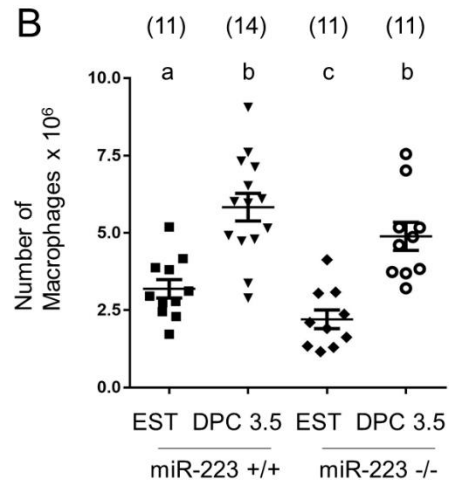 B
(11) (14) (11) (11)
a b c b
10.0
7.5
5.0
2.5
0.0
Number of
Macrophages x 10⁶
EST DPC 3.5 EST DPC 3.5
miR-223 +/+ miR-223 -/-